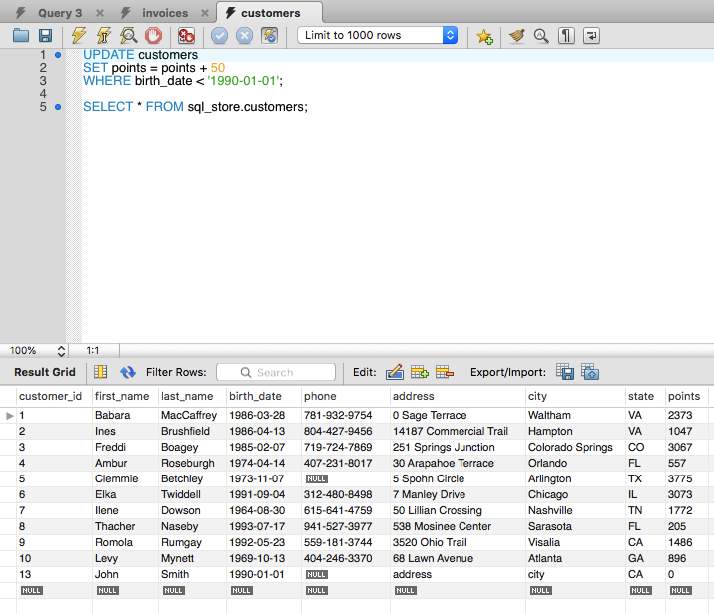 Query 3 invoices customers
Limit to 1000 rows
1 UPDATE customers
2 SET points = points + 50
3 WHERE birth_date < '1990-01-01';
4
5 SELECT * FROM sql_store.customers;
100% 1:1
Result Grid Filter Rows: Search Edit: Export/Import:
customer_id first_name last_name birth_date phone address city state points
1 Babara MacCaffrey 1986-03-28 781-932-9754 0 Sage Terrace Waltham VA 2373
2 Ines Brushfield 1986-04-13 804-427-9456 14187 Commercial Trail Hampton VA 1047
3 Freddi Boagey 1985-02-07 719-724-7869 251 Springs Junction Colorado Springs CO 3067
4 Ambur Roseburgh 1974-04-14 407-231-8017 30 Arapahoe Terrace Orlando FL 557
5 Clemmie Betchley 1973-11-07 NULL 5 Spohn Circle Arlington TX 3775
6 Elka Twiddell 1991-09-04 312-480-8498 7 Manley Drive Chicago IL 3073
7 Ilene Dowson 1964-08-30 615-641-4759 50 Lillian Crossing Nashville TN 1772
8 Thacher Naseby 1993-07-17 941-527-3977 538 Mosinee Center Sarasota FL 205
9 Romola Rumgay 1992-05-23 559-181-3744 3520 Ohio Trail Visalia CA 1486
10 Levy Mynett 1969-10-13 404-246-3370 68 Lawn Avenue Atlanta GA 896
13 John Smith 1990-01-01 NULL address city CA 0
NULL NULL NULL NULL NULL NULL NULL NULL NULL